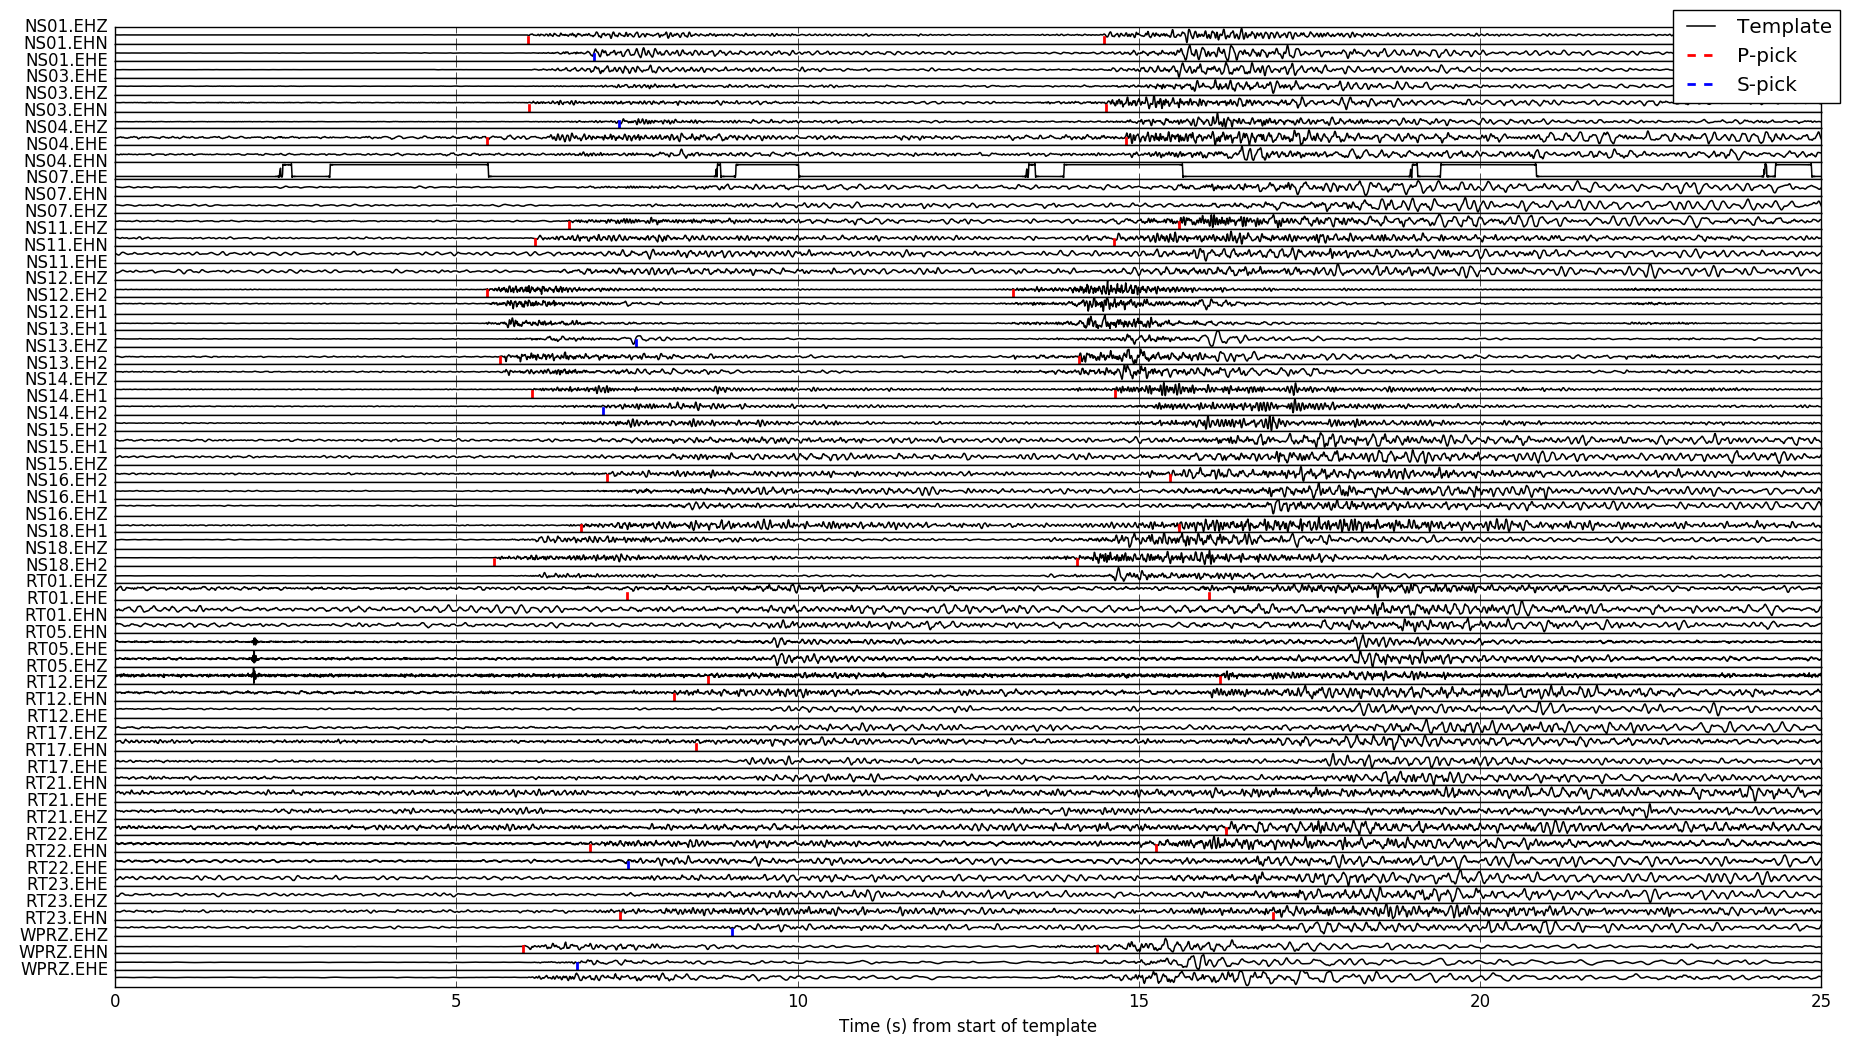 NS01.EHZ
NS01.EHN
NS01.EHE
NS03.EHE
NS03.EHZ
NS03.EHN
NS04.EHZ
NS04.EHE
NS04.EHN
NS07.EHE
NS07.EHN
NS07.EHZ
NS11.EHZ
NS11.EHN
NS11.EHE
NS12.EHZ
NS12.EH2
NS12.EH1
NS13.EH1
NS13.EHZ
NS13.EH2
NS14.EHZ
NS14.EH1
NS14.EH2
NS15.EH2
NS15.EH1
NS15.EHZ
NS16.EH2
NS16.EH1
NS16.EHZ
NS18.EH1
NS18.EHZ
NS18.EH2
RT01.EHZ
RT01.EHE
RT01.EHN
RT05.EHN
RT05.EHE
RT05.EHZ
RT12.EHZ
RT12.EHN
RT12.EHE
RT17.EHZ
RT17.EHN
RT17.EHE
RT21.EHN
RT21.EHE
RT21.EHZ
RT22.EHZ
RT22.EHN
RT22.EHE
RT23.EHE
RT23.EHZ
RT23.EHN
WPRZ.EHZ
WPRZ.EHN
WPRZ.EHE
Template
P-pick
S-pick
0 5 10 15 20 25
Time (s) from start of template